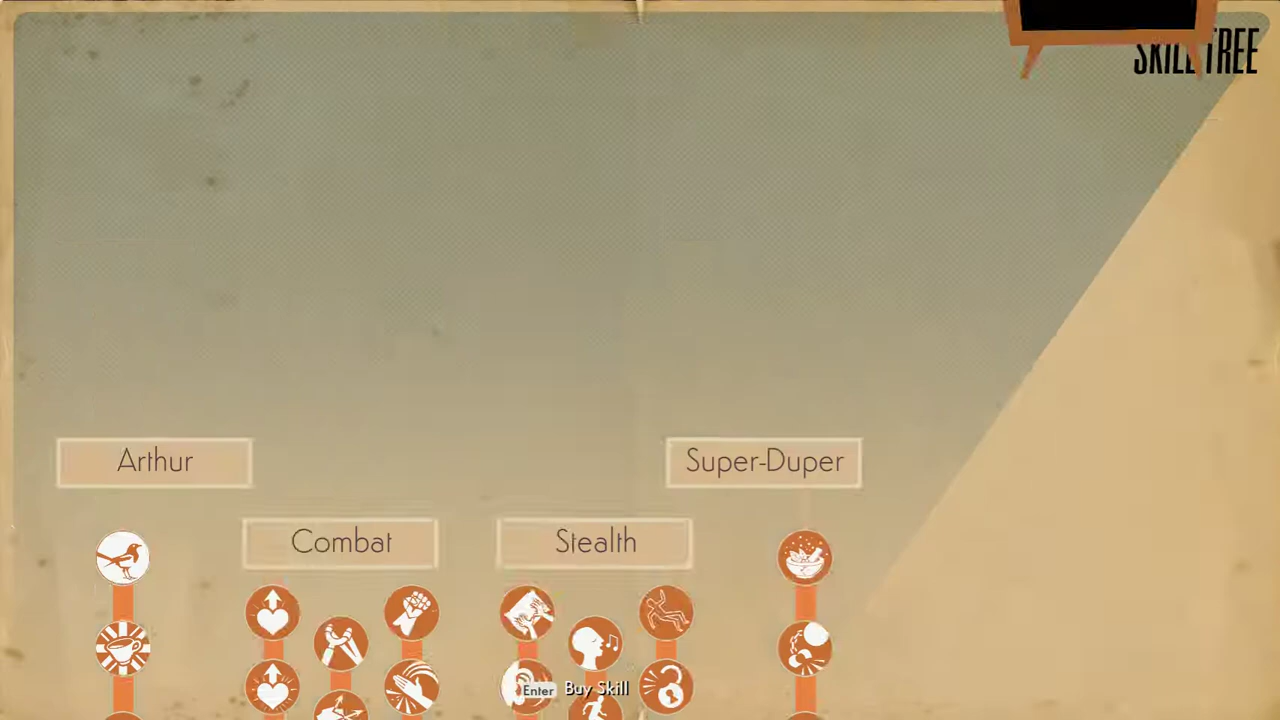 SKILL TREE
Arthur
Super-Duper
Combat
Stealth
Enter Buy Skill